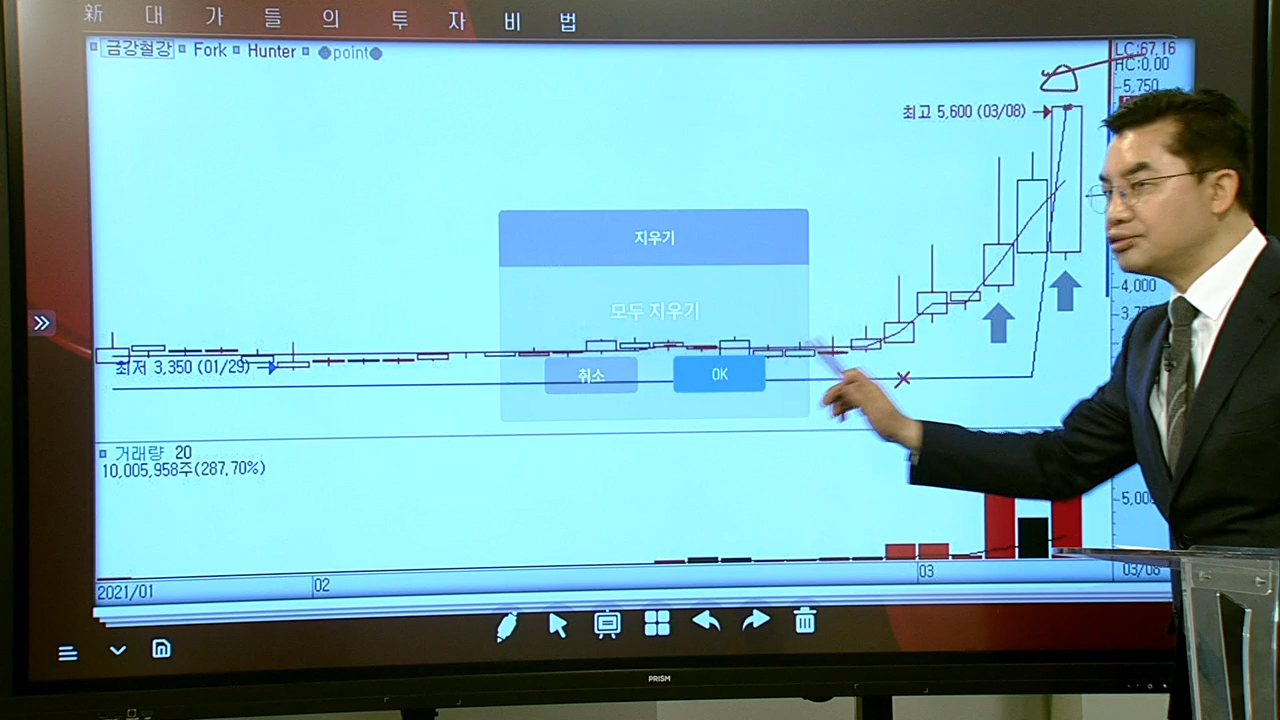 新 대 가 들 의 투 자 비 법
금강철강 Fork Hunter point
LC:67,16
HC:0,00
5,750
최고 5,600 (03/08)
지우기
모두 지우기
취소 OK
4,000
최저 3,350 (01/29)
거래량 20
10,005,958주(287,70%)
5,00
2021/01 02 03
PRISM